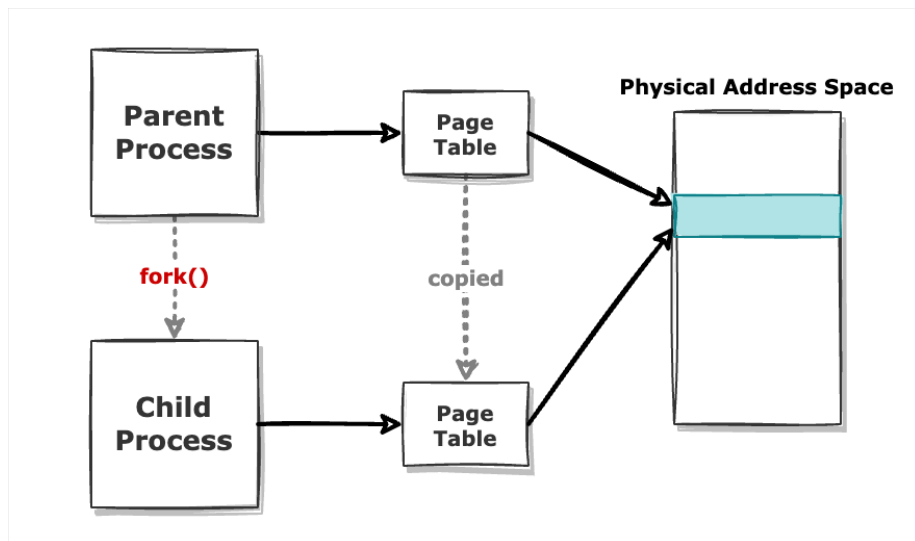 Parent
Process
Page
Table
Physical Address Space
fork()
copied
Child
Process
Page
Table